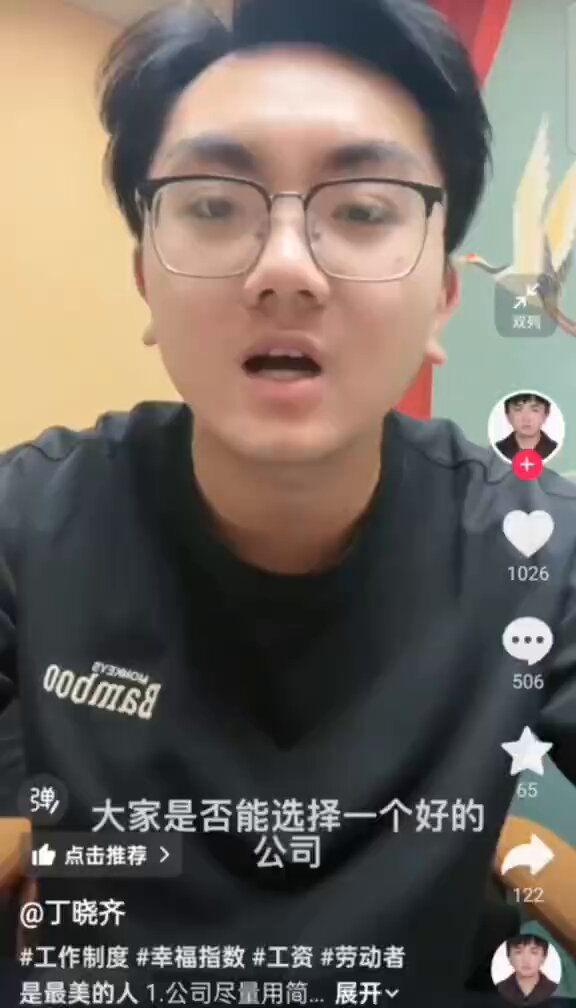 双列
1026
506
MONKEYS
Bamboo
65
弹
大家是否能选择一个好的
公司
点击推荐
122
@丁晓齐
#工作制度 #幸福指数 #工资 #劳动者
是最美的人 1.公司尽量用简... 展开